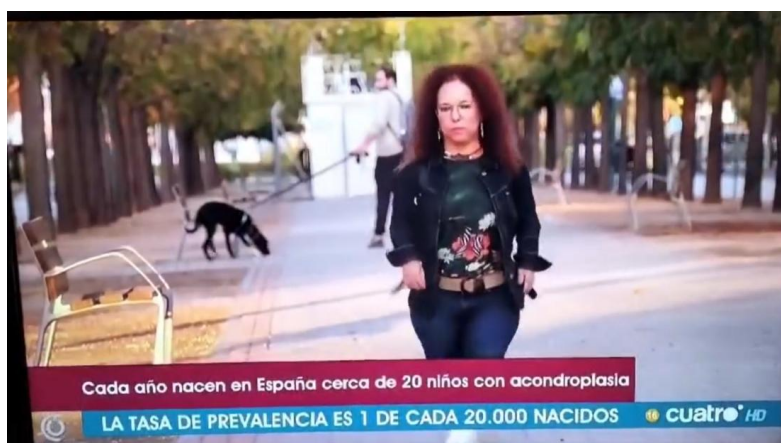 Cada año nacen en España cerca de 20 niños con acondroplasia
LA TASA DE PREVALENCIA ES 1 DE CADA 20.000 NACIDOS
16 cuatro HD